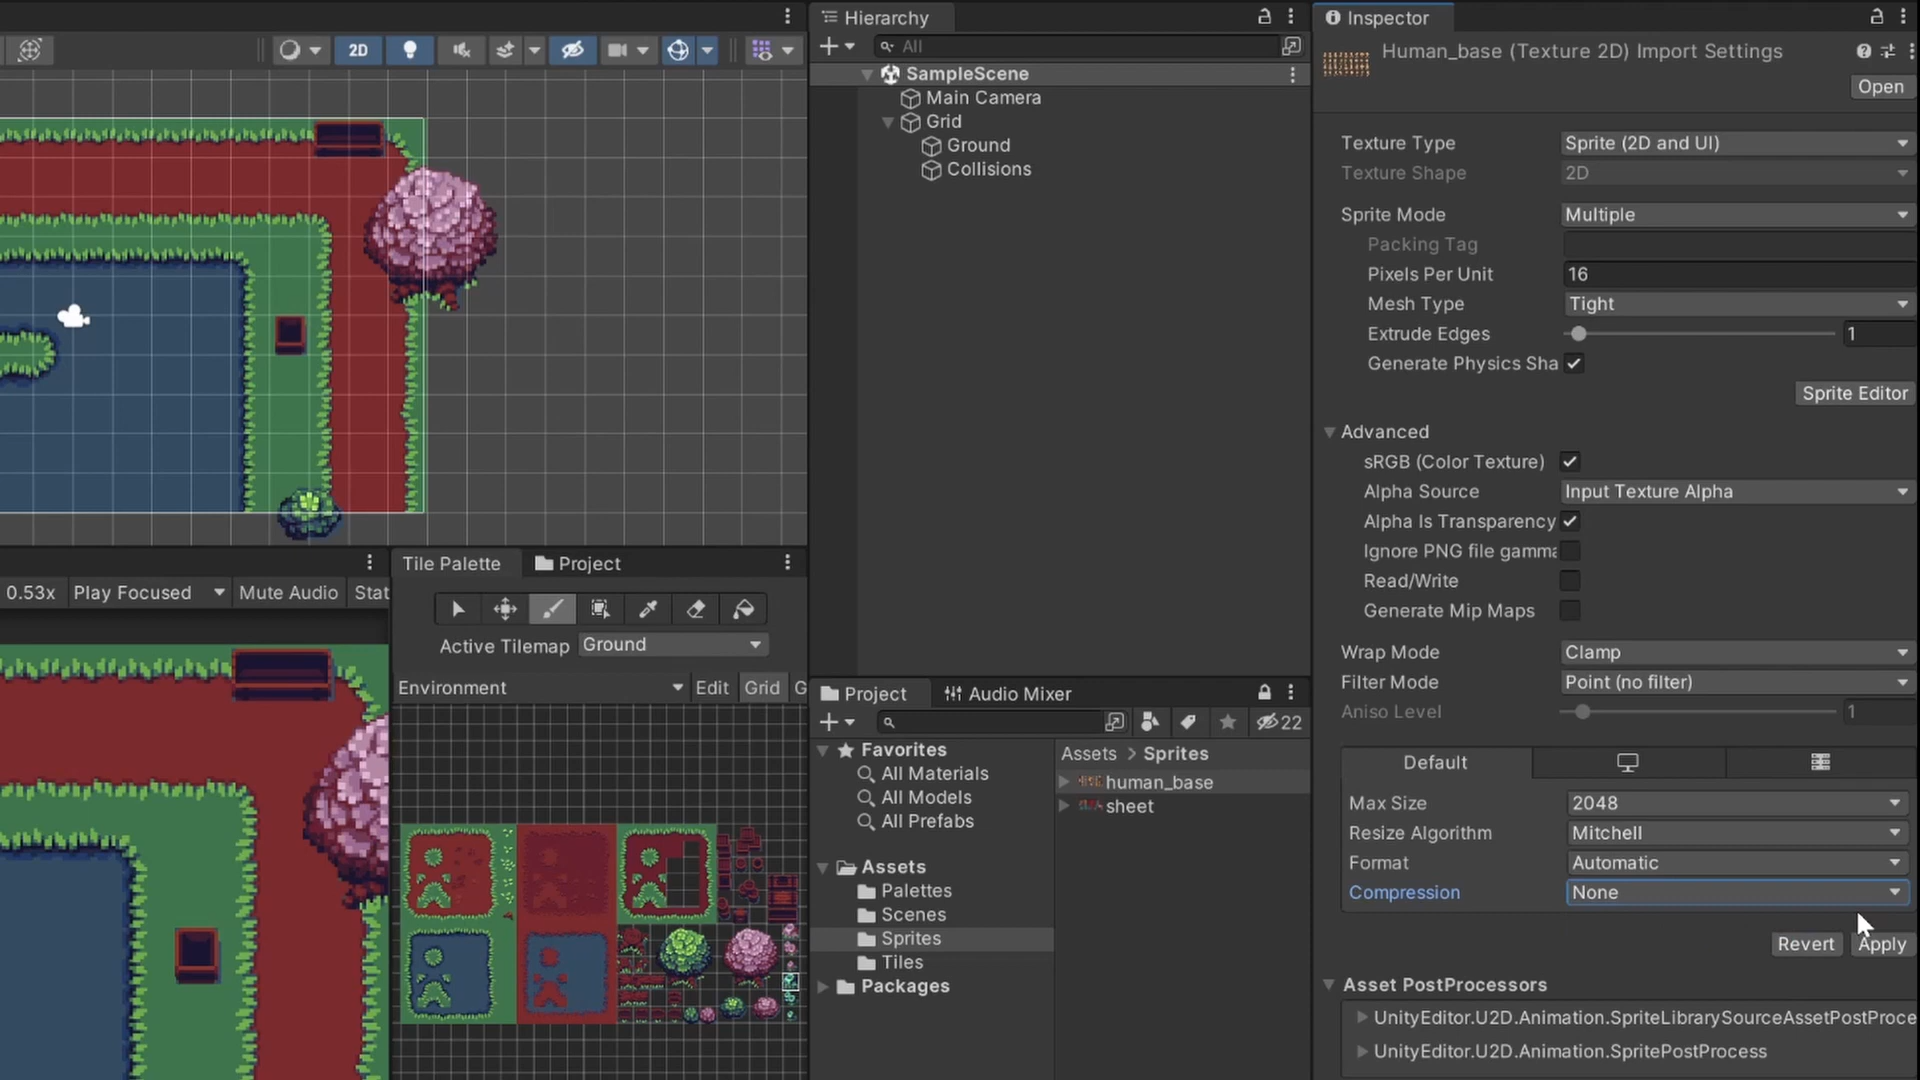 2D
0.53x
Play Focused
Mute Audio
Stat
Tile Palette
Project
Active Tilemap
Ground
Environment
Edit
Grid
G
Hierarchy
All
SampleScene
Main Camera
Grid
Ground
Collisions
Project
Audio Mixer
22
Favorites
All Materials
All Models
All Prefabs
Assets
Palettes
Scenes
Sprites
Tiles
Packages
Assets > Sprites
human_base
sheet
Inspector
Human_base (Texture 2D) Import Settings
Open
Texture Type Sprite (2D and UI)
Texture Shape 2D
Sprite Mode Multiple
Packing Tag
Pixels Per Unit 16
Mesh Type Tight
Extrude Edges 1
Generate Physics Sha
Sprite Editor
Advanced
sRGB (Color Texture)
Alpha Source Input Texture Alpha
Alpha Is Transparency
Ignore PNG file gamma
Read/Write
Generate Mip Maps
Wrap Mode Clamp
Filter Mode Point (no filter)
Aniso Level 1
Default
Max Size 2048
Resize Algorithm Mitchell
Format Automatic
Compression None
Revert Apply
Asset PostProcessors
UnityEditor.U2D.Animation.SpriteLibrarySourceAssetPostProce
UnityEditor.U2D.Animation.SpritePostProcess